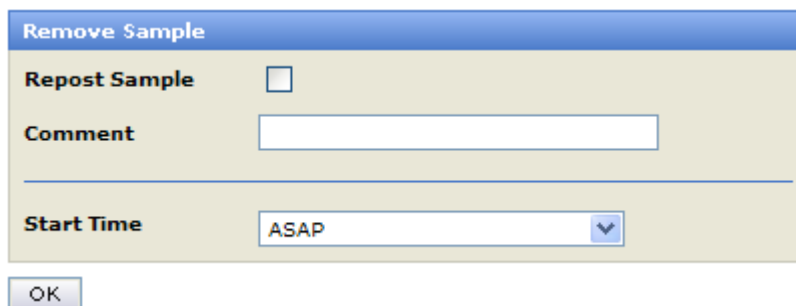 Remove Sample
Repost Sample
Comment
Start Time ASAP
OK